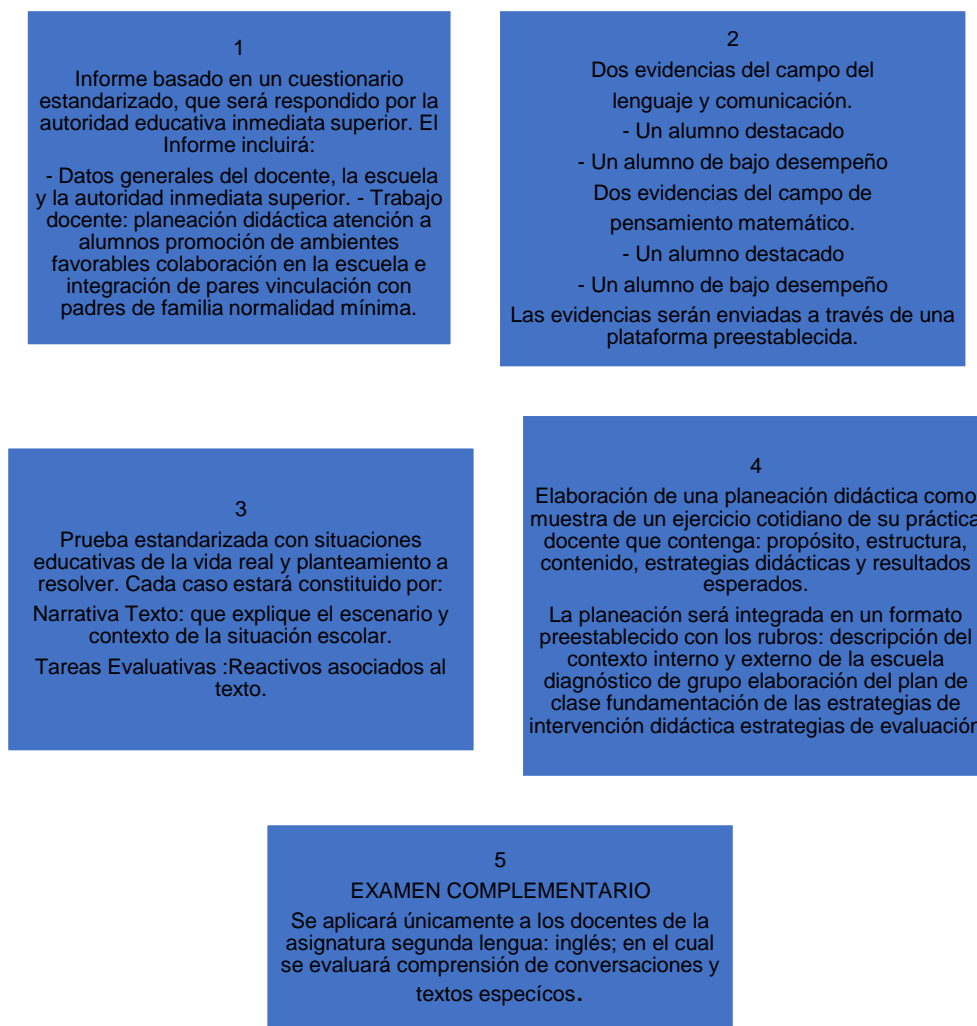 1
Informe basado en un cuestionario
estandarizado, que será respondido por la
autoridad educativa inmediata superior. El
Informe incluirá:
- Datos generales del docente, la escuela
y la autoridad inmediata superior. - Trabajo
docente: planeación didáctica atención a
alumnos promoción de ambientes
favorables colaboración en la escuela e
integración de pares vinculación con
padres de familia normalidad mínima.
2
Dos evidencias del campo del
lenguaje y comunicación.
- Un alumno destacado
- Un alumno de bajo desempeño
Dos evidencias del campo de
pensamiento matemático.
- Un alumno destacado
- Un alumno de bajo desempeño
Las evidencias serán enviadas a través de una
plataforma preestablecida.
3
Prueba estandarizada con situaciones
educativas de la vida real y planteamiento a
resolver. Cada caso estará constituido por:
Narrativa Texto: que explique el escenario y
contexto de la situación escolar.
Tareas Evaluativas :Reactivos asociados al
texto.
4
Elaboración de una planeación didáctica como
muestra de un ejercicio cotidiano de su práctica
docente que contenga: propósito, estructura,
contenido, estrategias didácticas y resultados
esperados.
La planeación será integrada en un formato
preestablecido con los rubros: descripción del
contexto interno y externo de la escuela
diagnóstico de grupo elaboración del plan de
clase fundamentación de las estrategias de
intervención didáctica estrategias de evaluación
5
EXAMEN COMPLEMENTARIO
Se aplicará únicamente a los docentes de la
asignatura segunda lengua: inglés; en el cual
se evaluará comprensión de conversaciones y
textos especícos.